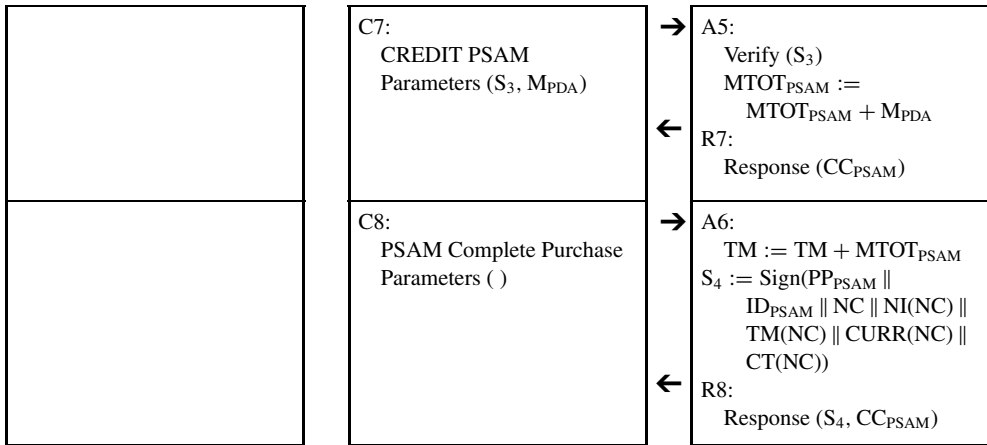 C7:
CREDIT PSAM
Parameters (S₃, M_PDA)
➔ A5:
Verify (S₃)
MTOT_PSAM :=
MTOT_PSAM + M_PDA
← R7:
Response (CC_PSAM)
C8:
PSAM Complete Purchase
Parameters ( )
➔ A6:
TM := TM + MTOT_PSAM
S₄ := Sign(PP_PSAM ||
ID_PSAM || NC || NI(NC) ||
TM(NC) || CURR(NC) ||
CT(NC))
← R8:
Response (S₄, CC_PSAM)